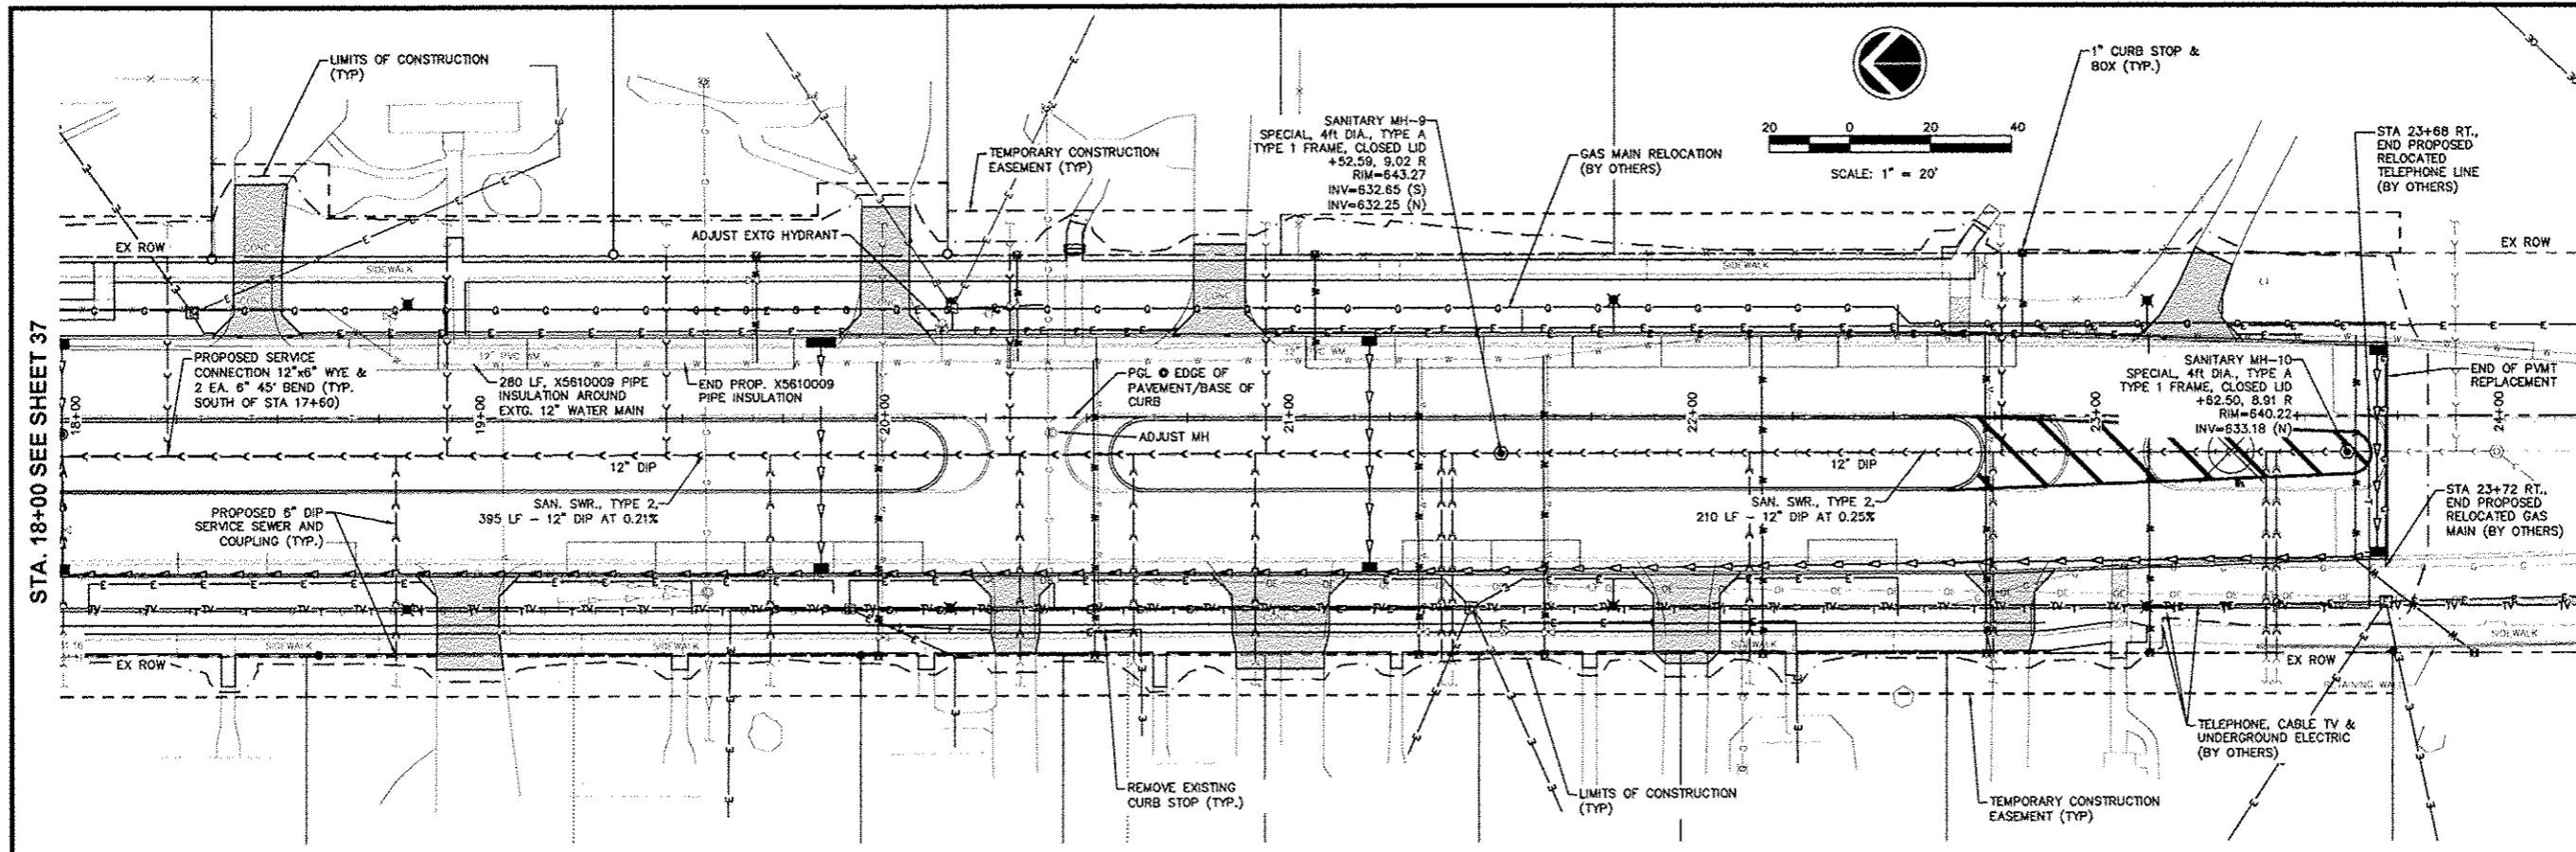 LIMITS OF CONSTRUCTION
(TYP)
1" CURB STOP &
BOX (TYP.)
20 0 20 40
SCALE: 1" = 20'
SANITARY MH-9
SPECIAL, 4ft DIA., TYPE A
TYPE 1 FRAME, CLOSED LID
+52.59, 9.02 R
RIM=643.27
INV=632.65 (S)
INV=632.25 (N)
TEMPORARY CONSTRUCTION
EASEMENT (TYP)
GAS MAIN RELOCATION
(BY OTHERS)
STA 23+68 RT.,
END PROPOSED
RELOCATED
TELEPHONE LINE
(BY OTHERS)
EX ROW
ADJUST EXTG HYDRANT
EX ROW
SIDEWALK
SIDEWALK
STA. 18+00 SEE SHEET 37
18+00
19+00
20+00
21+00
22+00
23+00
24+00
PROPOSED SERVICE
CONNECTION 12"x6" WYE &
2 EA. 6" 45' BEND (TYP.
SOUTH OF STA 17+60)
12" PVC WM
12" PVC WM
280 LF, X5610009 PIPE
INSULATION AROUND
EXTG. 12" WATER MAIN
END PROP. X5610009
PIPE INSULATION
PGL @ EDGE OF
PAVEMENT/BASE OF
CURB
ADJUST MH
SANITARY MH-10
SPECIAL, 4ft DIA., TYPE A
TYPE 1 FRAME, CLOSED LID
+62.50, 8.91 R
RIM=640.22
INV=633.18 (N)
END OF PVMT
REPLACEMENT
12" DIP
12" DIP
SAN. SWR., TYPE 2,
395 LF - 12" DIP AT 0.21%
SAN. SWR., TYPE 2,
210 LF - 12" DIP AT 0.25%
PROPOSED 6" DIP
SERVICE SEWER AND
COUPLING (TYP.)
STA 23+72 RT.,
END PROPOSED
RELOCATED GAS
MAIN (BY OTHERS)
SIDEWALK
SIDEWALK
SIDEWALK
SIDEWALK
EX ROW
EX ROW
RETAINING WALL
TELEPHONE, CABLE TV &
UNDERGROUND ELECTRIC
(BY OTHERS)
REMOVE EXISTING
CURB STOP (TYP.)
LIMITS OF CONSTRUCTION
(TYP)
TEMPORARY CONSTRUCTION
EASEMENT (TYP)